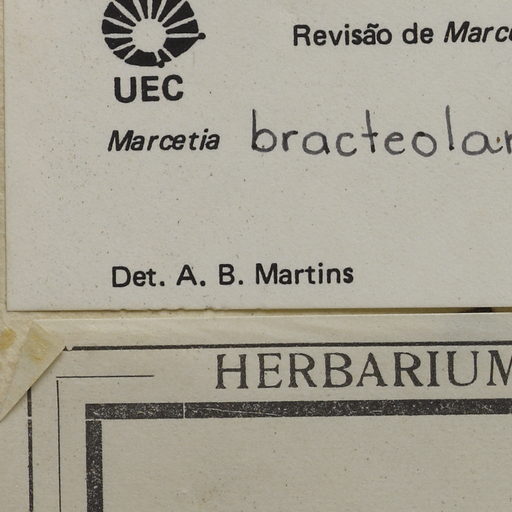 UEC
Revisão de
Marcetia
Det. A. B. Martins
HERBARIUM